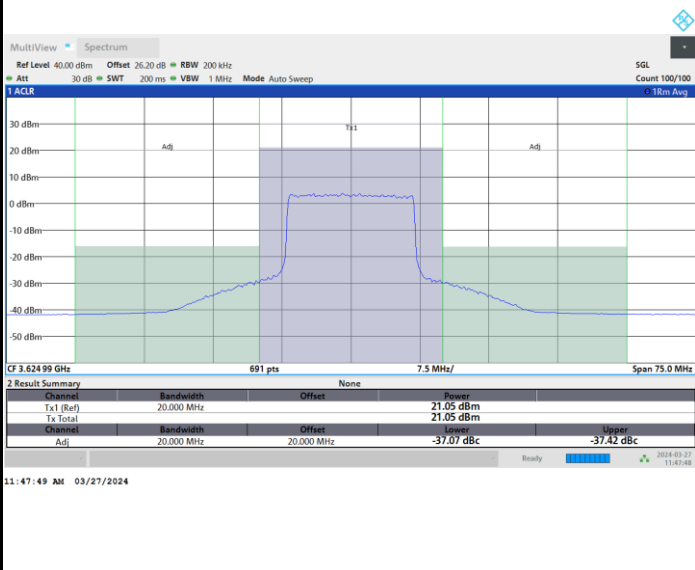 MultiView Spectrum
Ref Level 40.00 dBm Offset 26.20 dB RBW 200 kHz SGL
Att 30 dB SWT 200 ms VBW 1 MHz Mode Auto Sweep Count 100/100
1 ACLR 1Rm Avg
Tx1
Adj Adj
30 dBm
20 dBm
10 dBm
0 dBm
-10 dBm
-20 dBm
-30 dBm
-40 dBm
-50 dBm
CF 3.624 99 GHz 691 pts 7.5 MHz/ Span 75.0 MHz
2 Result Summary None
Channel Bandwidth Offset Power
Tx1 (Ref) 20.000 MHz 21.05 dBm
Tx Total 21.05 dBm
Channel Bandwidth Offset Lower Upper
Adj 20.000 MHz 20.000 MHz -37.07 dBc -37.42 dBc
Ready 2024-03-27
11:47:48
11:47:49 AM 03/27/2024